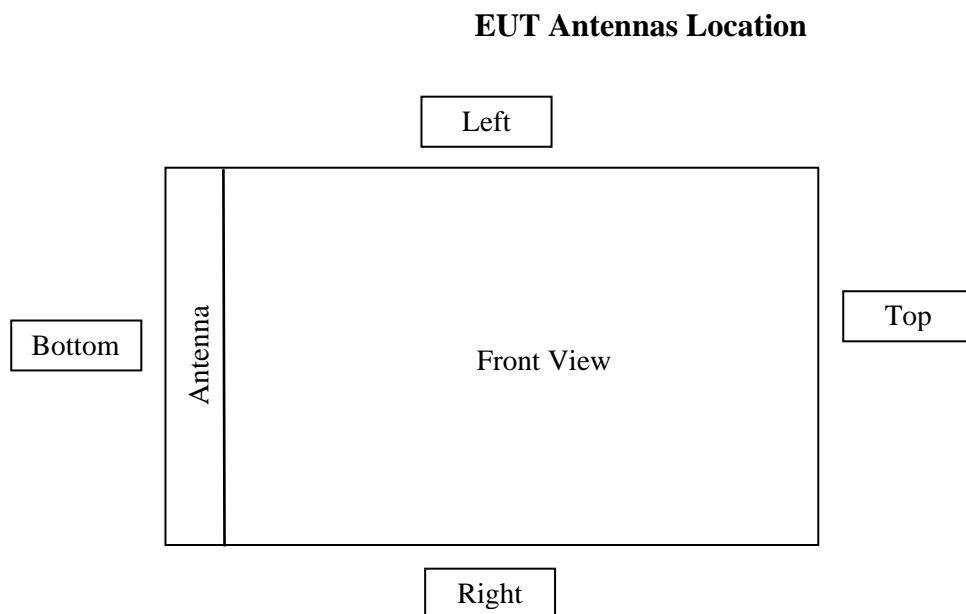 EUT Antennas Location
Left
Bottom
Antenna
Front View
Top
Right